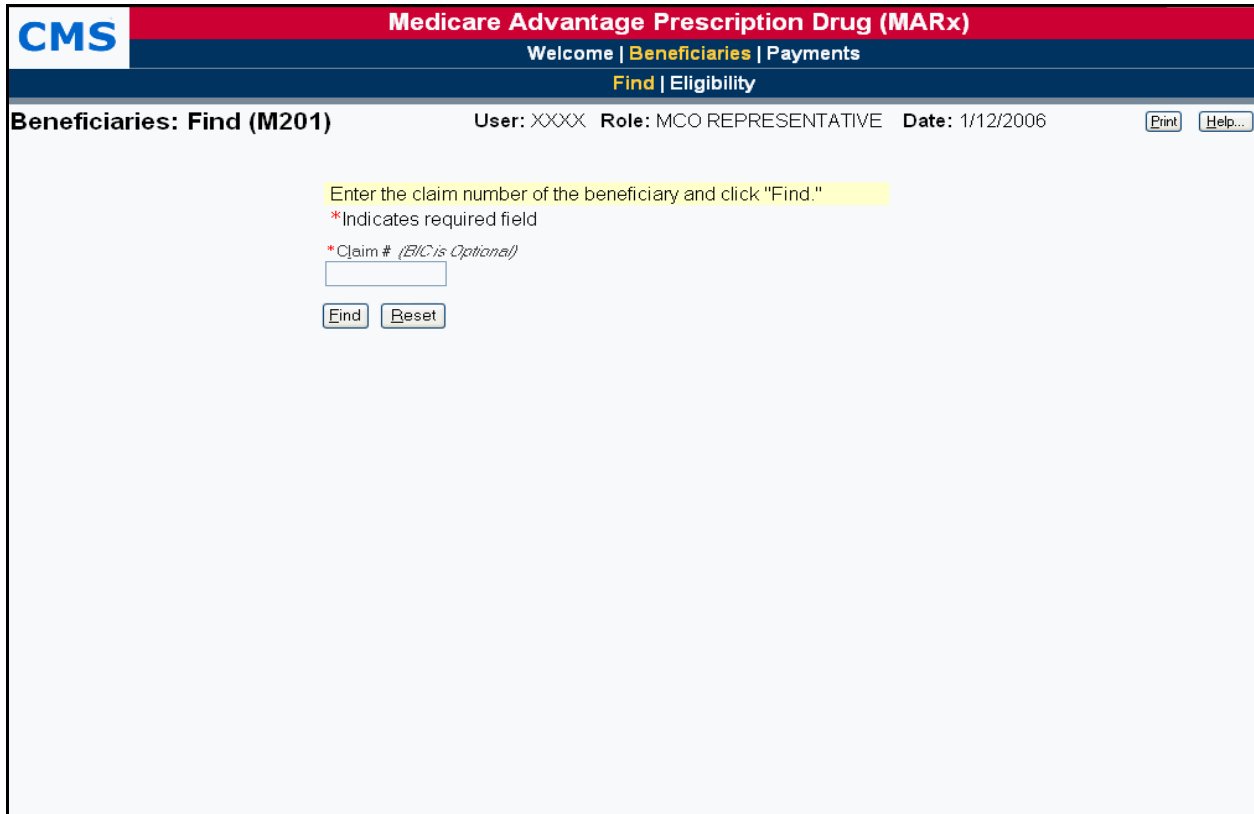 CMS
Medicare Advantage Prescription Drug (MARx)
Welcome | Beneficiaries | Payments
Find | Eligibility
Beneficiaries: Find (M201) User: XXXX Role: MCO REPRESENTATIVE Date: 1/12/2006 Print Help...
Enter the claim number of the beneficiary and click "Find."
*Indicates required field
*Claim # (BIC is Optional)
Find Reset